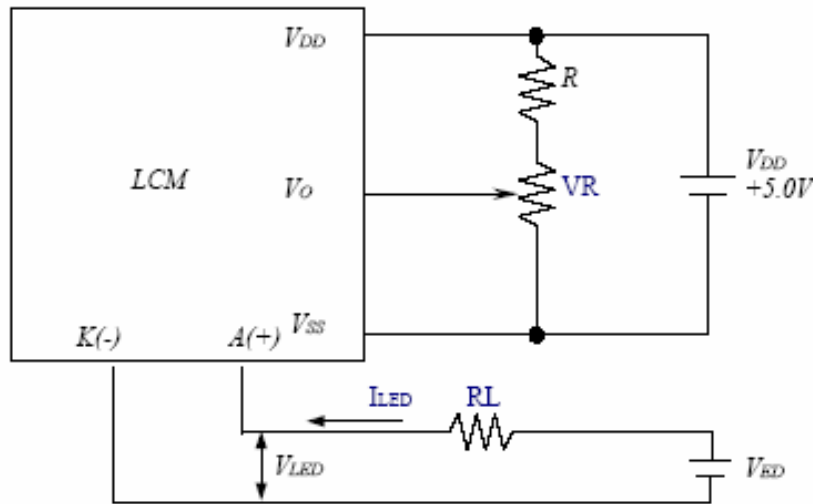 VDD
R
LCM
VO
VR
VDD
+5.0V
VSS
K(-)
A(+)
ILED
RL
VLED
VED